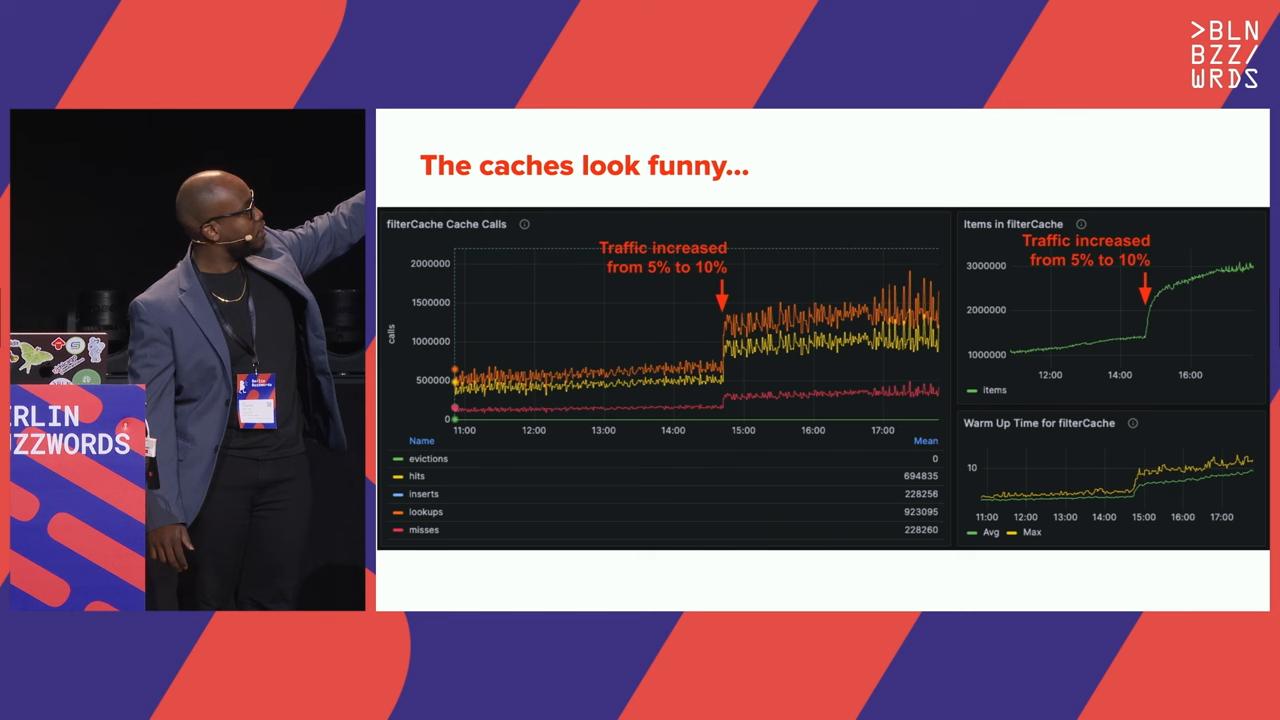 >BLN
BZZ/
WRDS
The caches look funny...
filterCache Cache Calls
Traffic increased
from 5% to 10%
calls
2000000
1500000
1000000
500000
0
11:00 12:00 13:00 14:00 15:00 16:00 17:00
Name Mean
evictions 0
hits 694835
inserts 228256
lookups 923095
misses 228260
Items in filterCache
Traffic increased
from 5% to 10%
3000000
2000000
1000000
12:00 14:00 16:00
items
Warm Up Time for filterCache
10
11:00 12:00 13:00 14:00 15:00 16:00 17:00
Avg Max
ERLIN
UZZWORDS
Berlin
Buzzwords